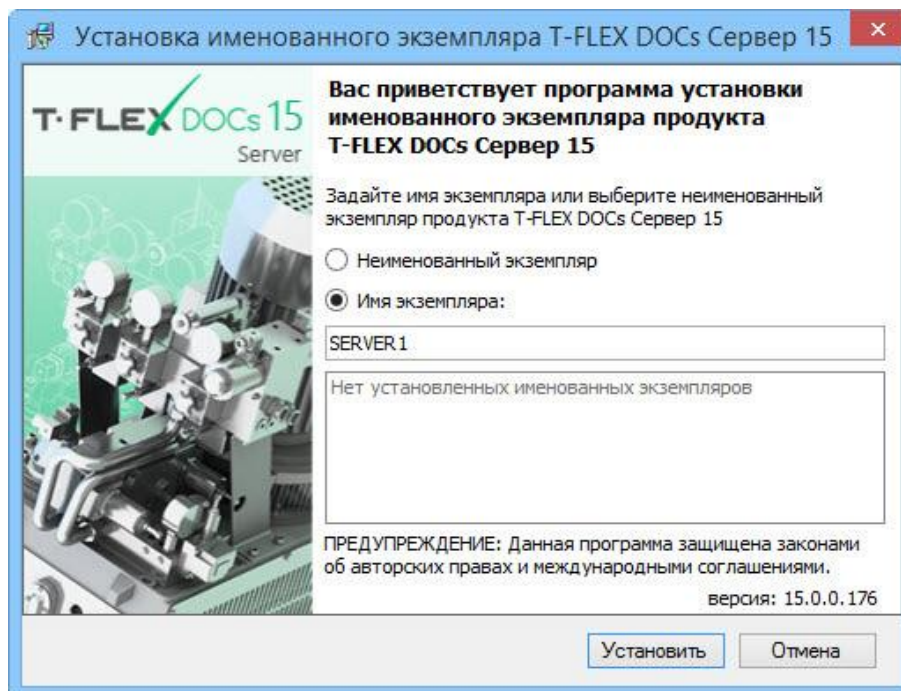 Установка именованного экземпляра T-FLEX DOCs Сервер 15
T-FLEX DOCs 15
Server
Вас приветствует программа установки
именованного экземпляра продукта
T-FLEX DOCs Сервер 15
Задайте имя экземпляра или выберите неименованный
экземпляр продукта T-FLEX DOCs Сервер 15
Неименованный экземпляр
Имя экземпляра:
SERVER1
Нет установленных именованных экземпляров
ПРЕДУПРЕЖДЕНИЕ: Данная программа защищена законами
об авторских правах и международными соглашениями.
версия: 15.0.0.176
Установить
Отмена